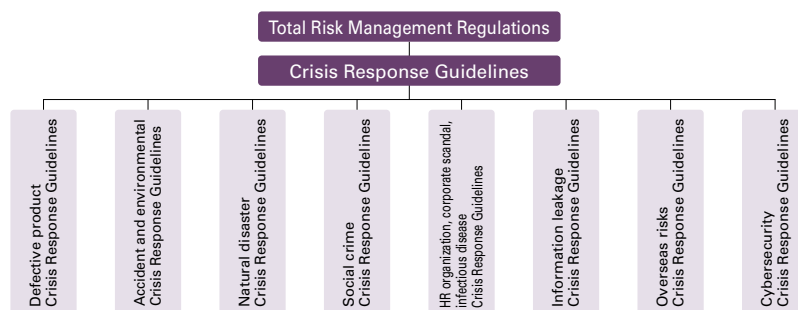 Total Risk Management Regulations
Crisis Response Guidelines
Defective product
Crisis Response Guidelines
Accident and environmental
Crisis Response Guidelines
Natural disaster
Crisis Response Guidelines
Social crime
Crisis Response Guidelines
HR organization, corporate scandal,
infectious disease
Crisis Response Guidelines
Information leakage
Crisis Response Guidelines
Overseas risks
Crisis Response Guidelines
Cybersecurity
Crisis Response Guidelines